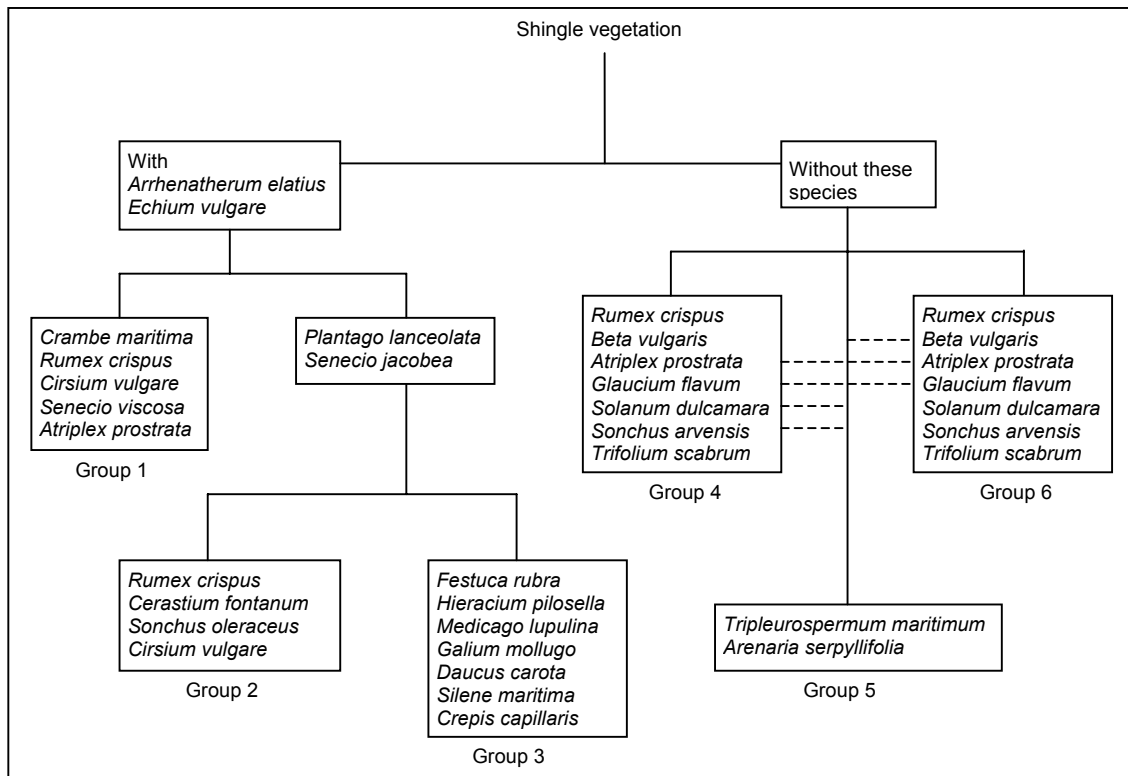 Shingle vegetation
With
Arrhenatherum elatius
Echium vulgare
Without these
species
Crambe maritima
Rumex crispus
Cirsium vulgare
Senecio viscosa
Atriplex prostrata
Group 1
Plantago lanceolata
Senecio jacobea
Rumex crispus
Beta vulgaris
Atriplex prostrata
Glaucium flavum
Solanum dulcamara
Sonchus arvensis
Trifolium scabrum
Group 4
Rumex crispus
Beta vulgaris
Atriplex prostrata
Glaucium flavum
Solanum dulcamara
Sonchus arvensis
Trifolium scabrum
Group 6
Rumex crispus
Cerastium fontanum
Sonchus oleraceus
Cirsium vulgare
Group 2
Festuca rubra
Hieracium pilosella
Medicago lupulina
Galium mollugo
Daucus carota
Silene maritima
Crepis capillaris
Group 3
Tripleurospermum maritimum
Arenaria serpyllifolia
Group 5